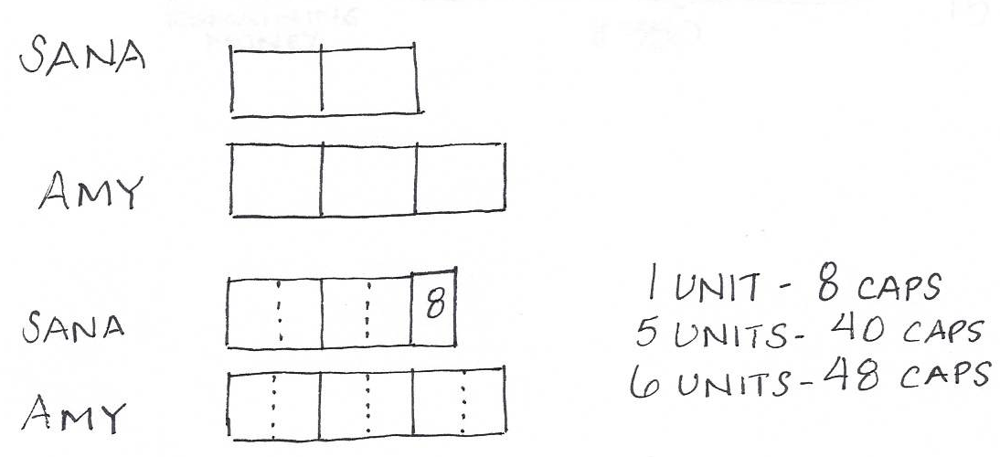 SANA
AMY
SANA 8
AMY
1 UNIT - 8 CAPS
5 UNITS - 40 CAPS
6 UNITS - 48 CAPS